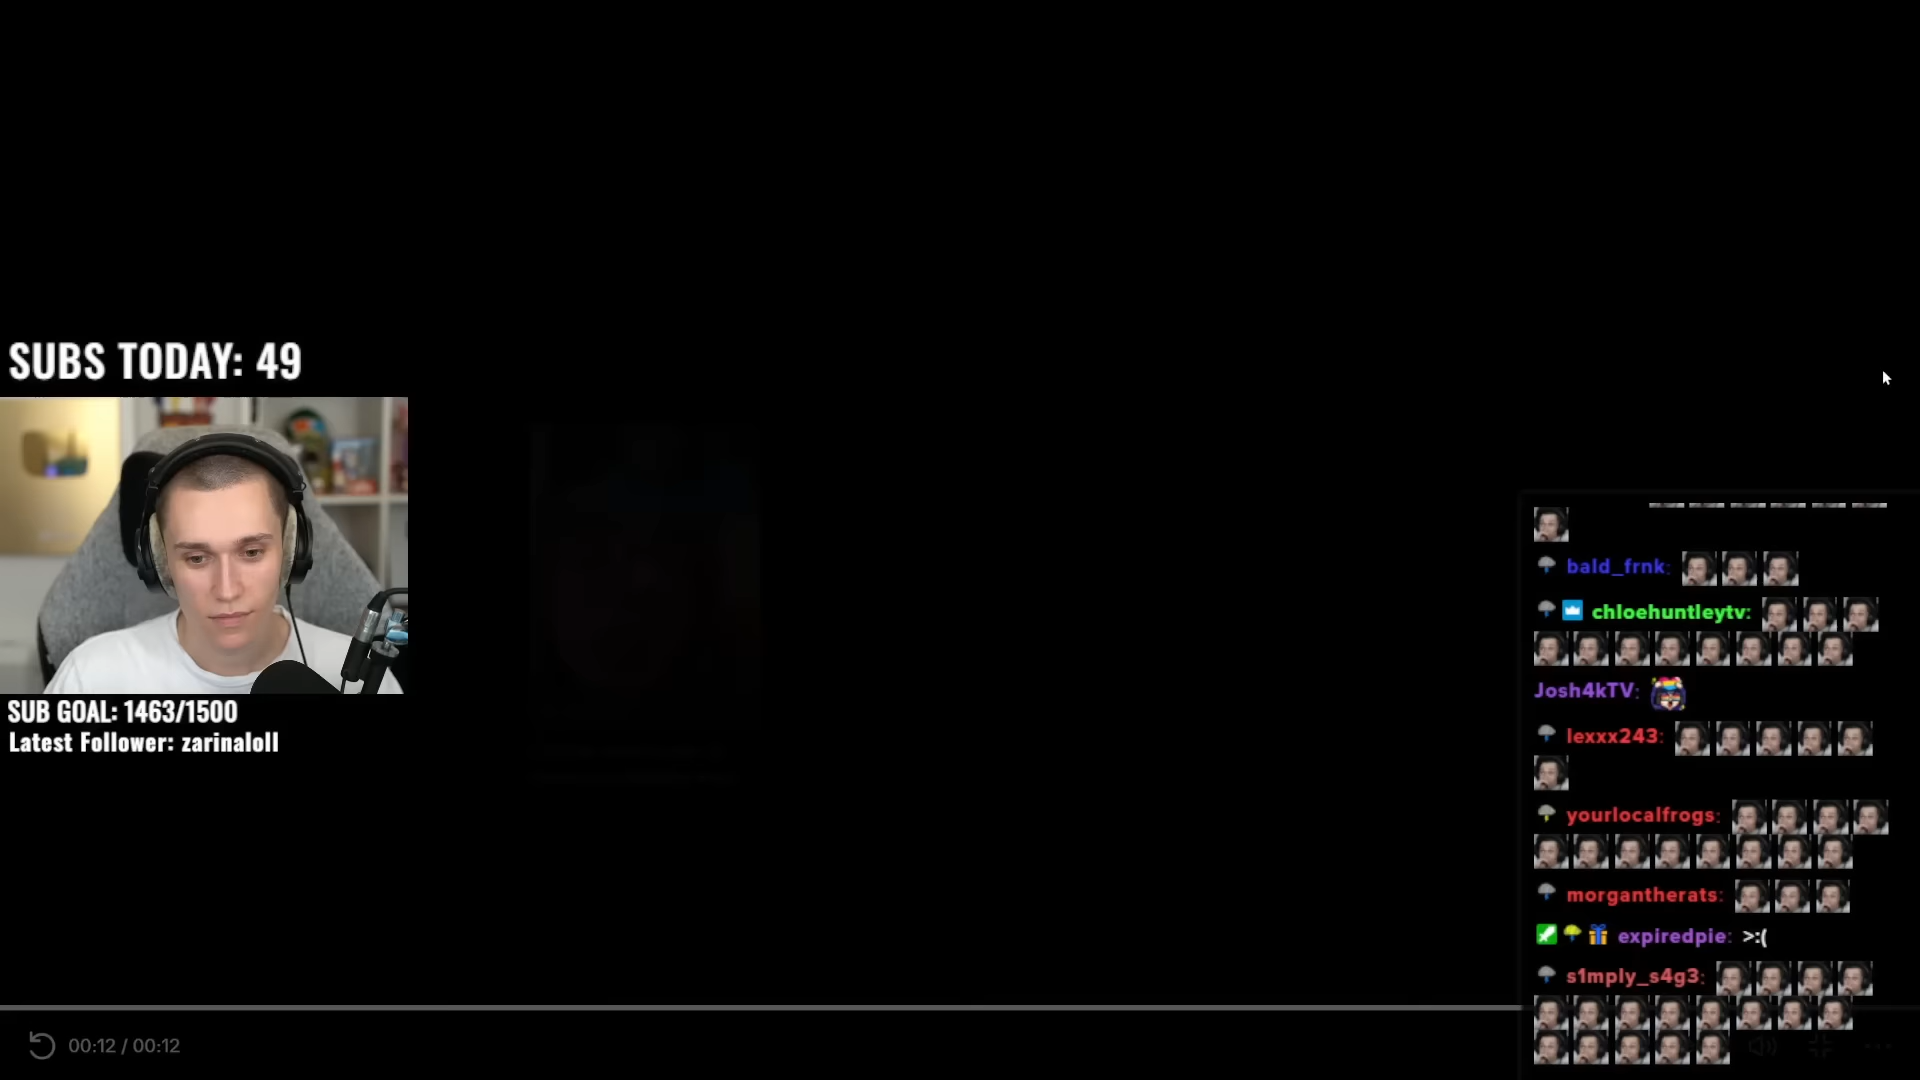 SUBS TODAY: 49
SUB GOAL: 1463/1500
Latest Follower: zarinaloll
bald_frnk:
chloehuntleytv:
Josh4kTV:
lexxx243:
yourlocalfrogs:
morgantherats:
expiredpie: >:(
s1mply_s4g3:
00:12 / 00:12